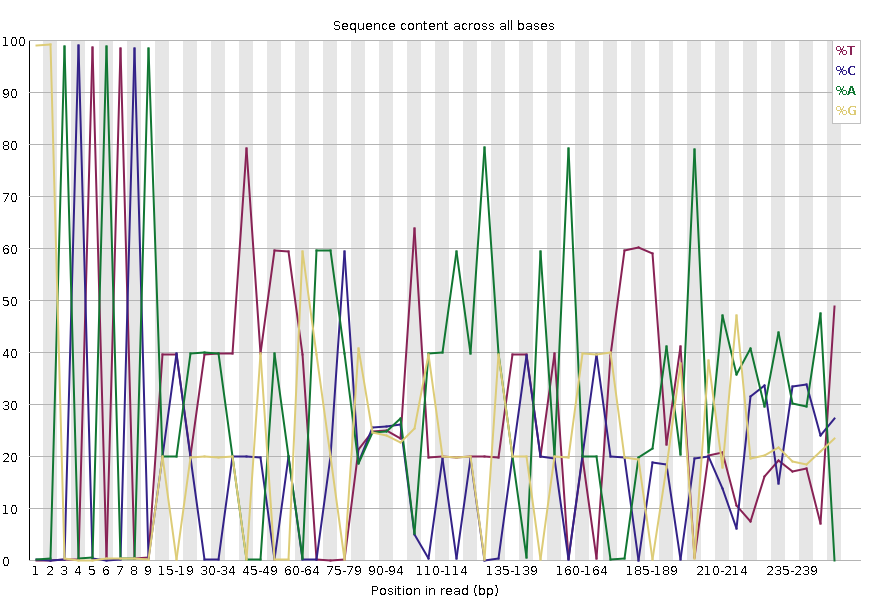 Sequence content across all bases
%T
%C
%A
%G
100
90
80
70
60
50
40
30
20
10
0
1 2 3 4 5 6 7 8 9 15-19 30-34 45-49 60-64 75-79 90-94 110-114 135-139 160-164 185-189 210-214 235-239
Position in read (bp)